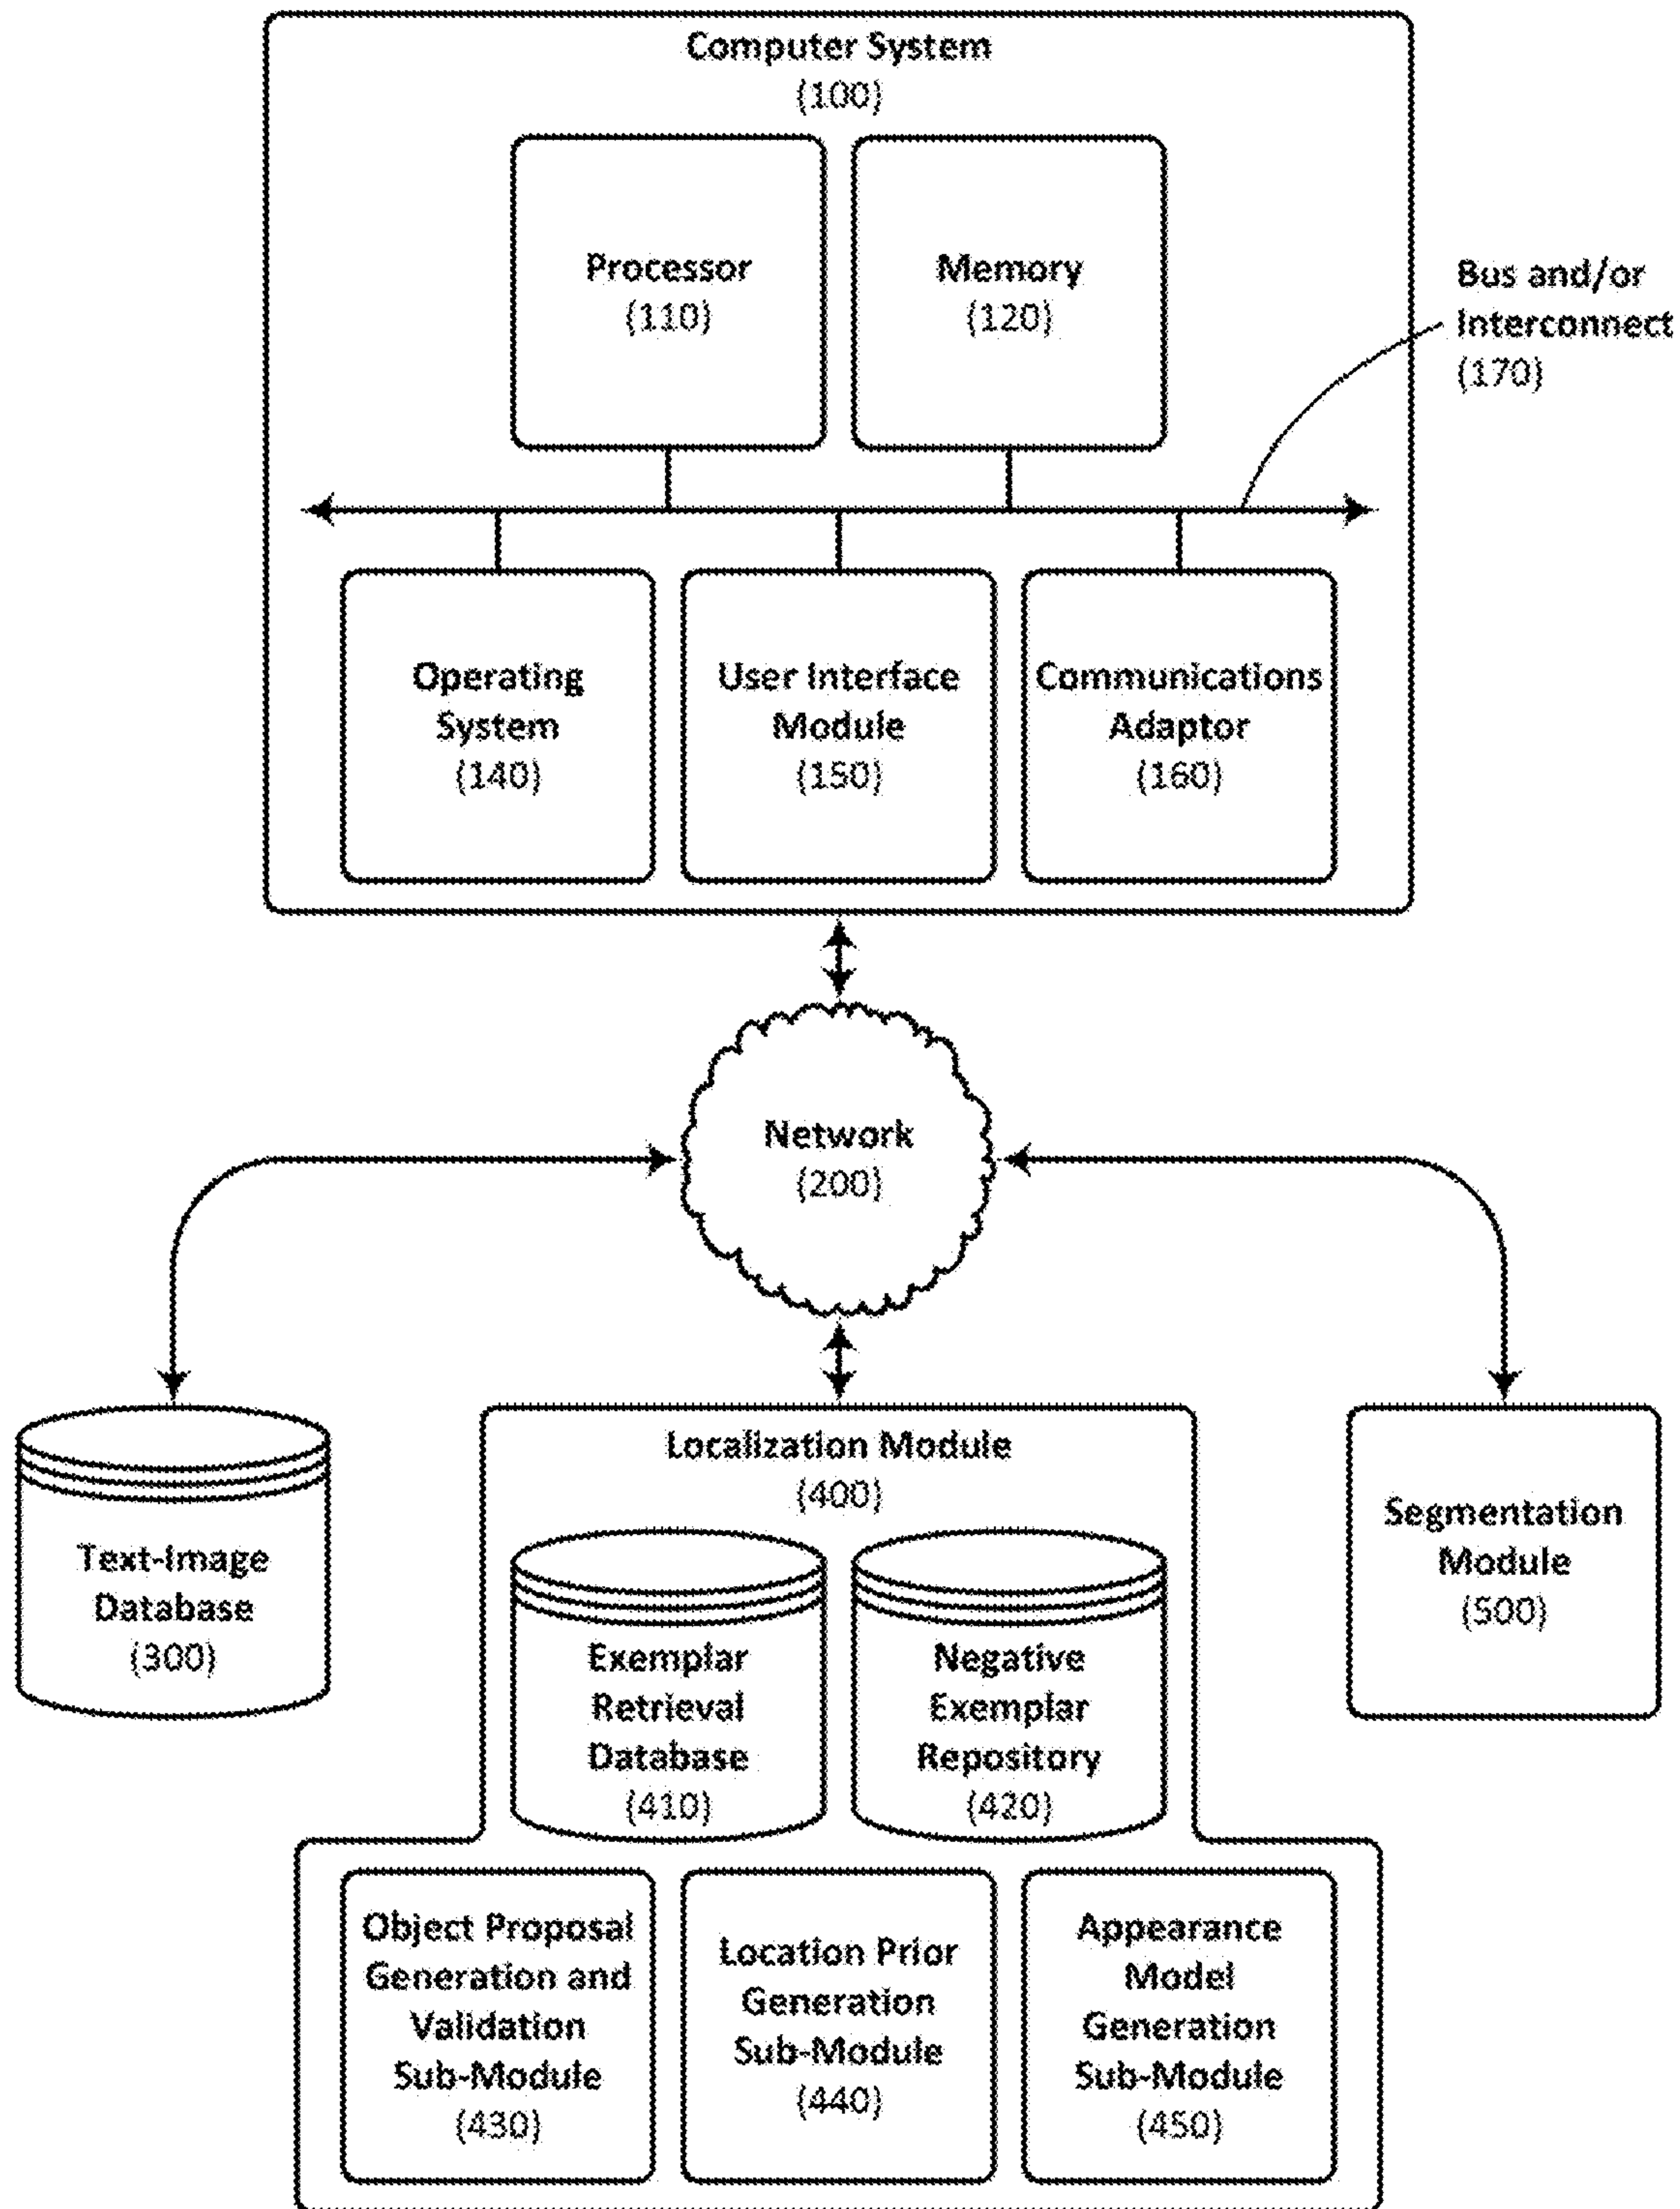 Computer System
(100)
Processor
(110)
Memory
(120)
Bus and/or
Interconnect
(170)
Operating
System
(140)
User Interface
Module
(150)
Communications
Adaptor
(160)
Network
(200)
Text-Image
Database
(300)
Localization Module
(400)
Exemplar
Retrieval
Database
(410)
Negative
Exemplar
Repository
(420)
Segmentation
Module
(500)
Object Proposal
Generation and
Validation
Sub-Module
(430)
Location Prior
Generation
Sub-Module
(440)
Appearance
Model
Generation
Sub-Module
(450)